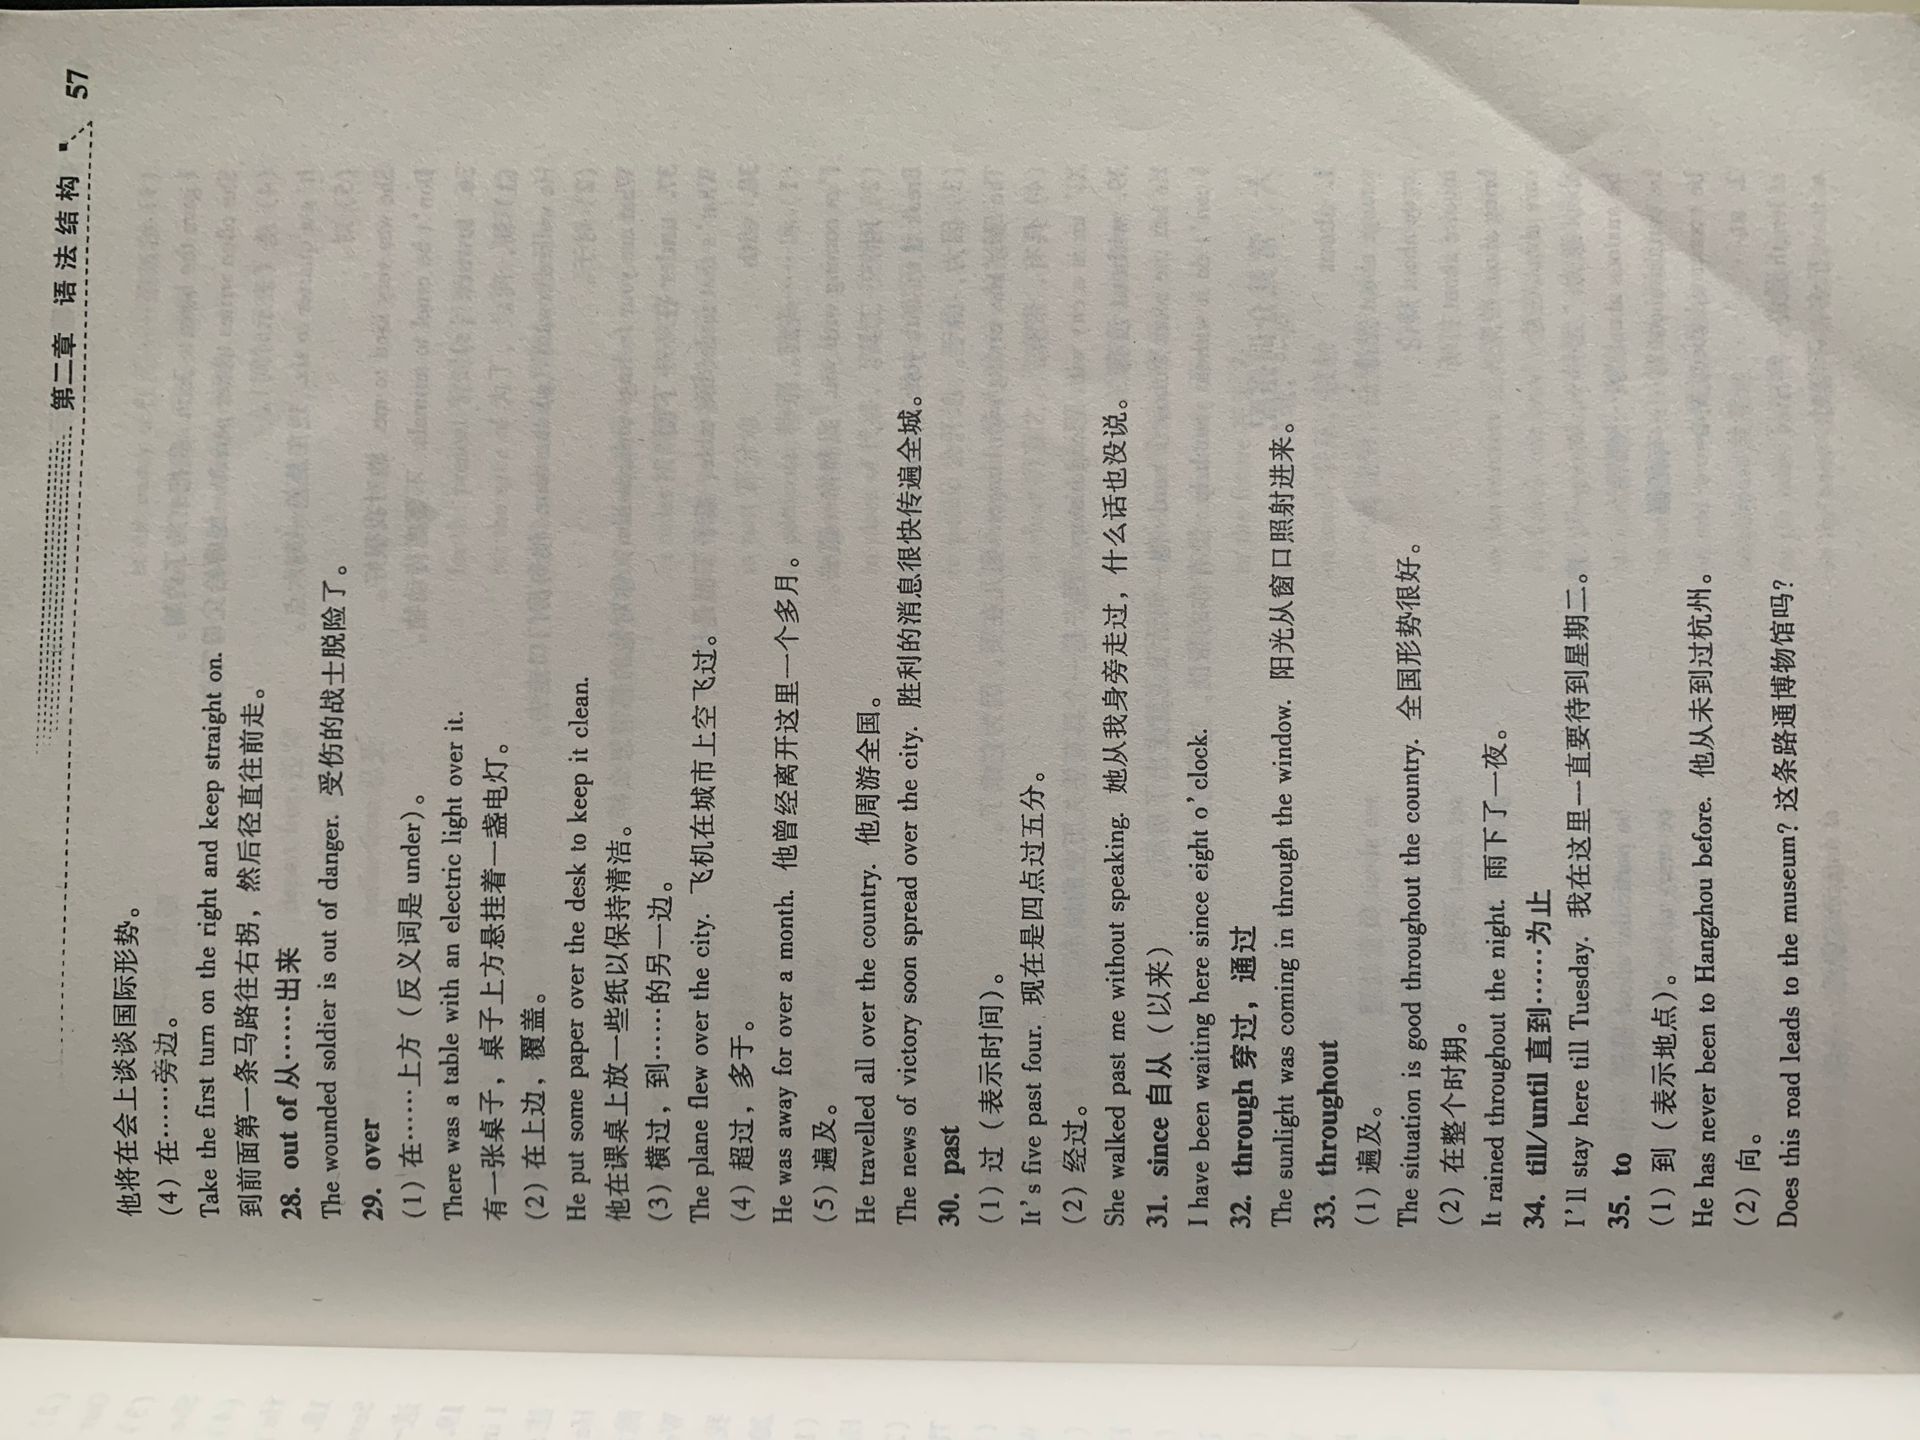 第二章 语法结构 57
他将在会上谈谈国际形势。
(4) 在……旁边。
Take the first turn on the right and keep straight on.
到前面第一条马路往右拐，然后径直往前走。
28. out of 从……出来
The wounded soldier is out of danger. 受伤的战士脱险了。
29. over
(1) 在……上方（反义词是 under）。
There was a table with an electric light over it.
有一张桌子，桌子上方悬挂着一盏电灯。
(2) 在上边，覆盖。
He put some paper over the desk to keep it clean.
他在课桌上放一些纸以保持清洁。
(3) 横过，到……的另一边。
The plane flew over the city. 飞机在城市上空飞过。
(4) 超过，多于。
He was away for over a month. 他曾经离开这里一个多月。
(5) 遍及。
He travelled all over the country. 他周游全国。
The news of victory soon spread over the city. 胜利的消息很快传遍全城。
30. past
(1) 过（表示时间）。
It's five past four. 现在是四点过五分。
(2) 经过。
She walked past me without speaking. 她从我身旁走过，什么话也没说。
31. since 自从（以来）
I have been waiting here since eight o'clock.
32. through 穿过，通过
The sunlight was coming in through the window. 阳光从窗口照射进来。
33. throughout
(1) 遍及。
The situation is good throughout the country. 全国形势很好。
(2) 在整个时期。
It rained throughout the night. 雨下了一夜。
34. till/until 直到……为止
I'll stay here till Tuesday. 我在这里一直要待到星期二。
35. to
(1) 到（表示地点）。
He has never been to Hangzhou before. 他从未到过杭州。
(2) 向。
Does this road leads to the museum? 这条路通博物馆吗？